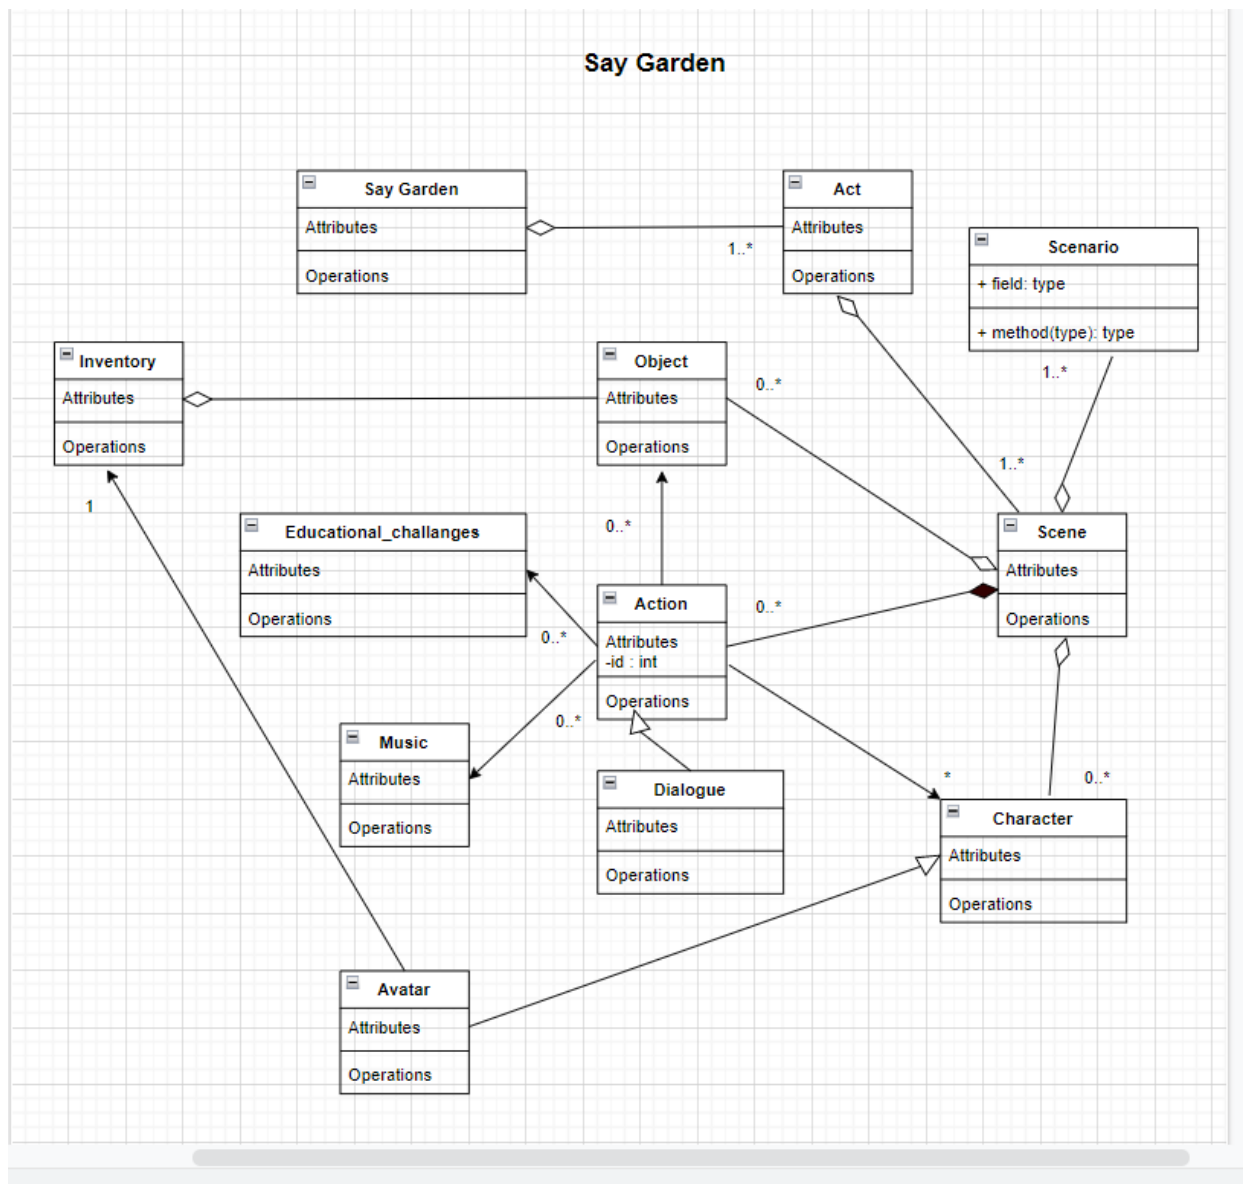 Say Garden
Say Garden
Attributes
Operations
Act
Attributes
Operations
1..*
Scenario
+ field: type
+ method(type): type
1..*
Inventory
Attributes
Operations
1
Object
Attributes
Operations
0..*
1..*
0..*
Educational_challanges
Attributes
Operations
0..*
Scene
Attributes
Operations
Action
Attributes
-id : int
Operations
0..*
0..*
Music
Attributes
Operations
Dialogue
Attributes
Operations
*
0..*
Character
Attributes
Operations
Avatar
Attributes
Operations